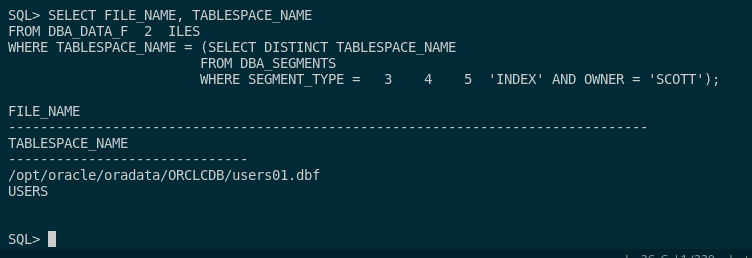 SQL> SELECT FILE_NAME, TABLESPACE_NAME
FROM DBA_DATA_F  2  ILES
WHERE TABLESPACE_NAME = (SELECT DISTINCT TABLESPACE_NAME
                        FROM DBA_SEGMENTS
                        WHERE SEGMENT_TYPE =   3    4    5  'INDEX' AND OWNER = 'SCOTT');
FILE_NAME
--------------------------------------------------------------------------------
TABLESPACE_NAME
------------------------------
/opt/oracle/oradata/ORCLCDB/users01.dbf
USERS
SQL>